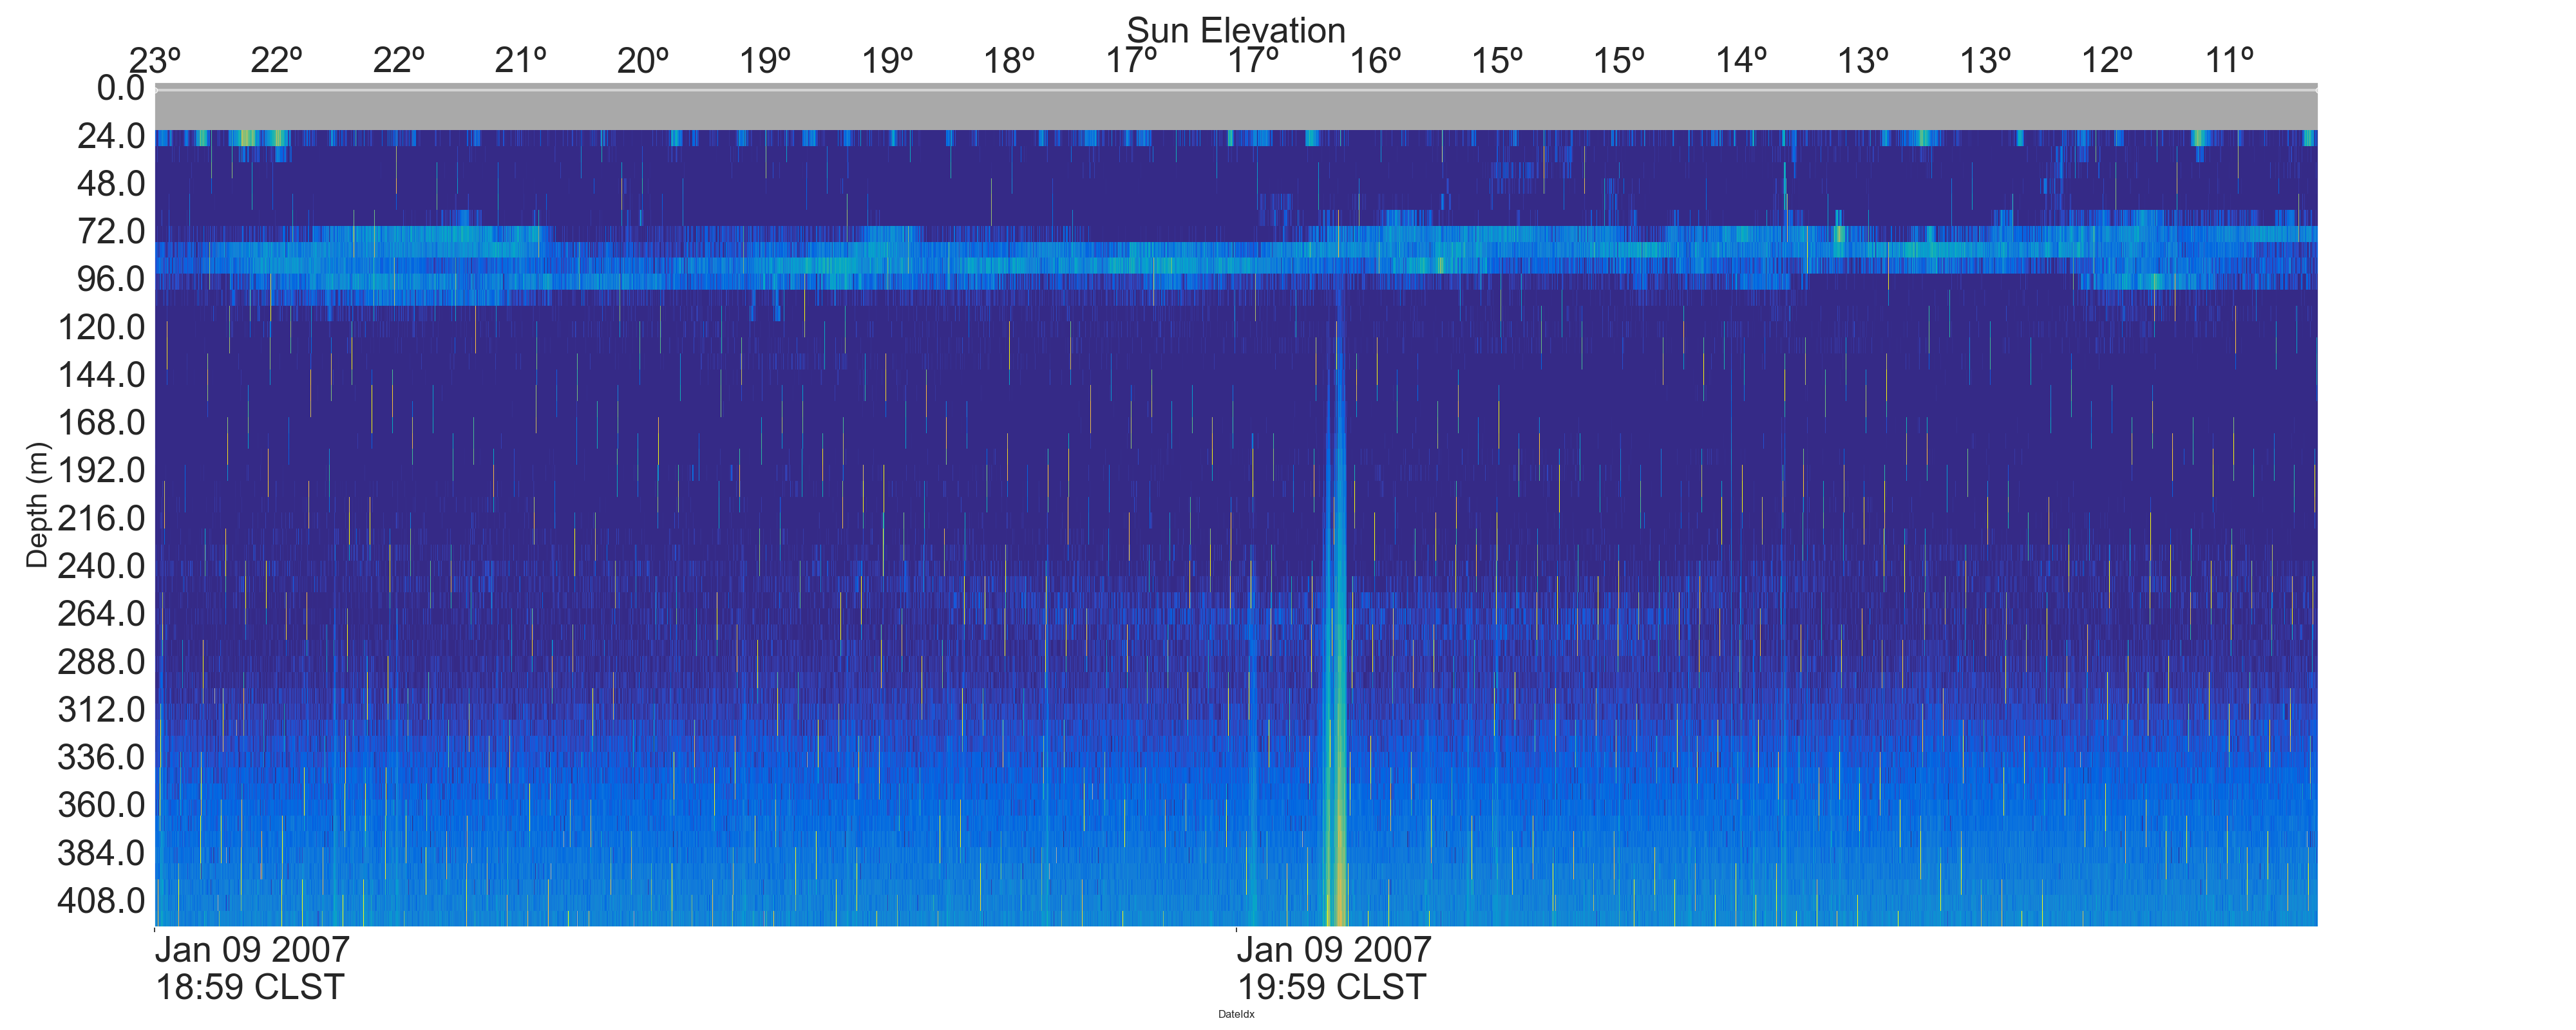 Sun Elevation
23º 22º 22º 21º 20º 19º 19º 18º 17º 17º 16º 15º 15º 14º 13º 13º 12º 11º
0.0
24.0
48.0
72.0
96.0
120.0
144.0
168.0
192.0
216.0
240.0
264.0
288.0
312.0
336.0
360.0
384.0
408.0
Depth (m)
Jan 09 2007
18:59 CLST
Jan 09 2007
19:59 CLST
DateIdx